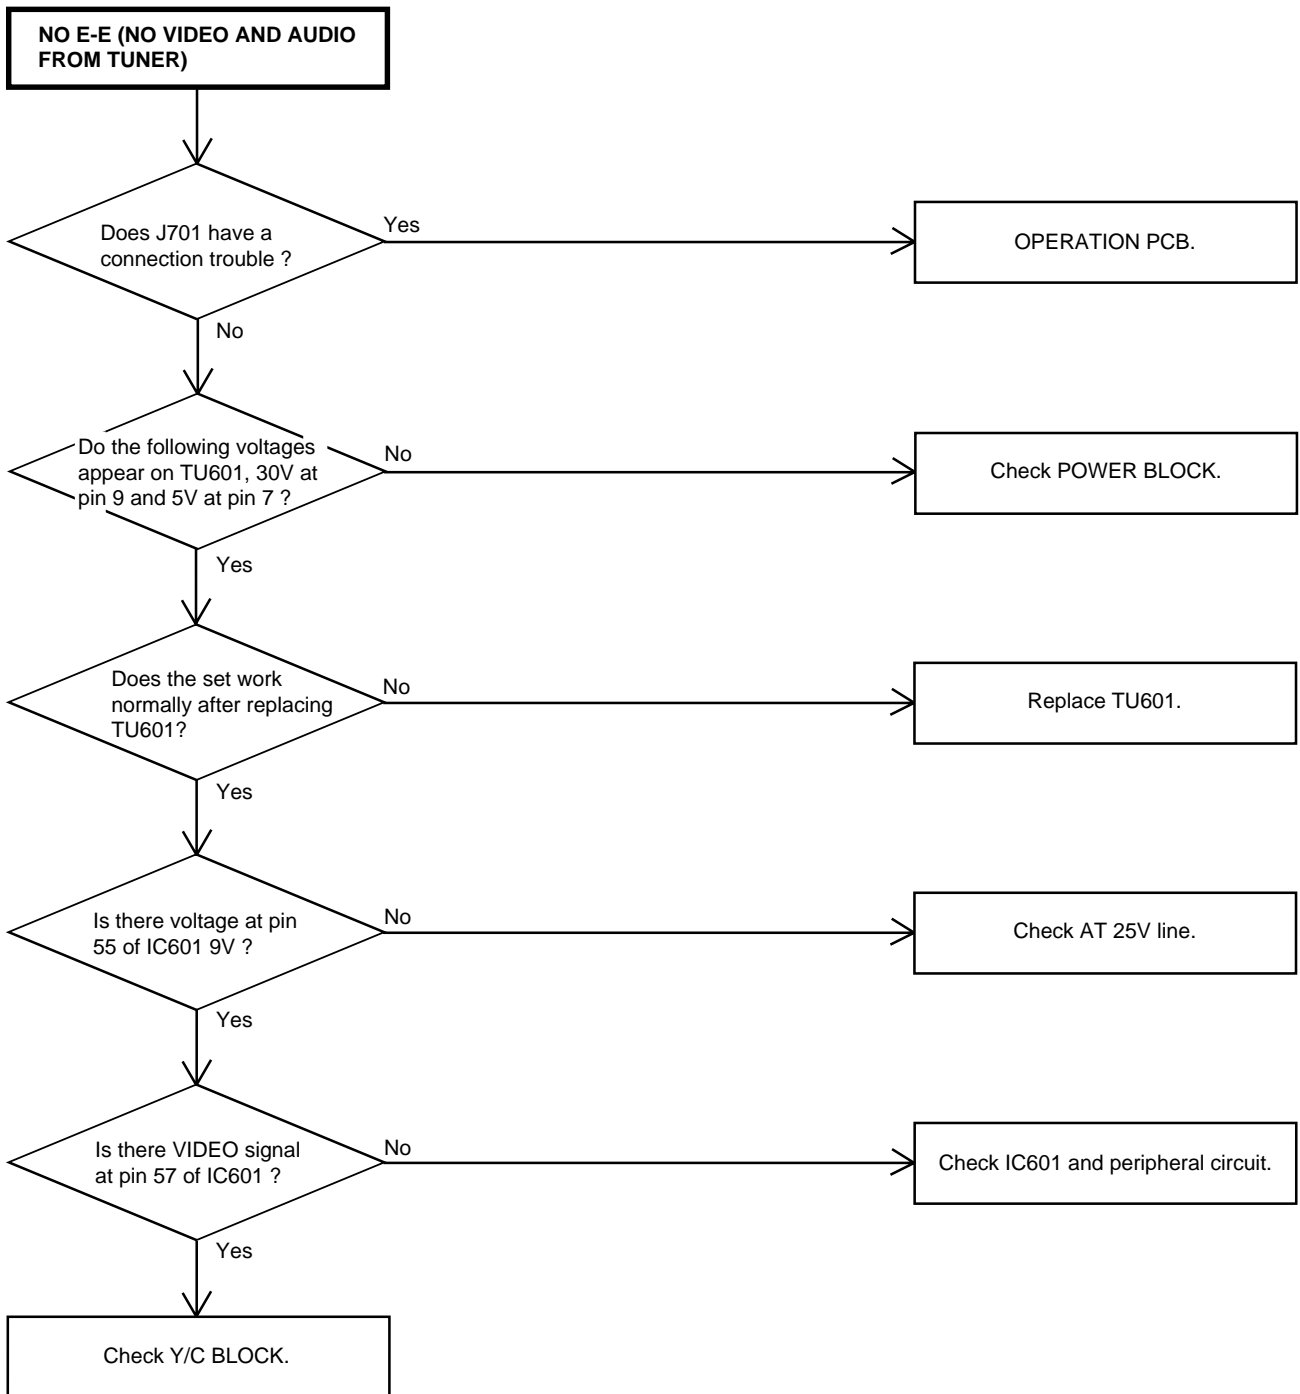 NO E-E (NO VIDEO AND AUDIO
FROM TUNER)
Does J701 have a
connection trouble ?
Yes
OPERATION PCB.
No
Do the following voltages
appear on TU601, 30V at
pin 9 and 5V at pin 7 ?
No
Check POWER BLOCK.
Yes
Does the set work
normally after replacing
TU601?
No
Replace TU601.
Yes
Is there voltage at pin
55 of IC601 9V ?
No
Check AT 25V line.
Yes
Is there VIDEO signal
at pin 57 of IC601 ?
No
Check IC601 and peripheral circuit.
Yes
Check Y/C BLOCK.